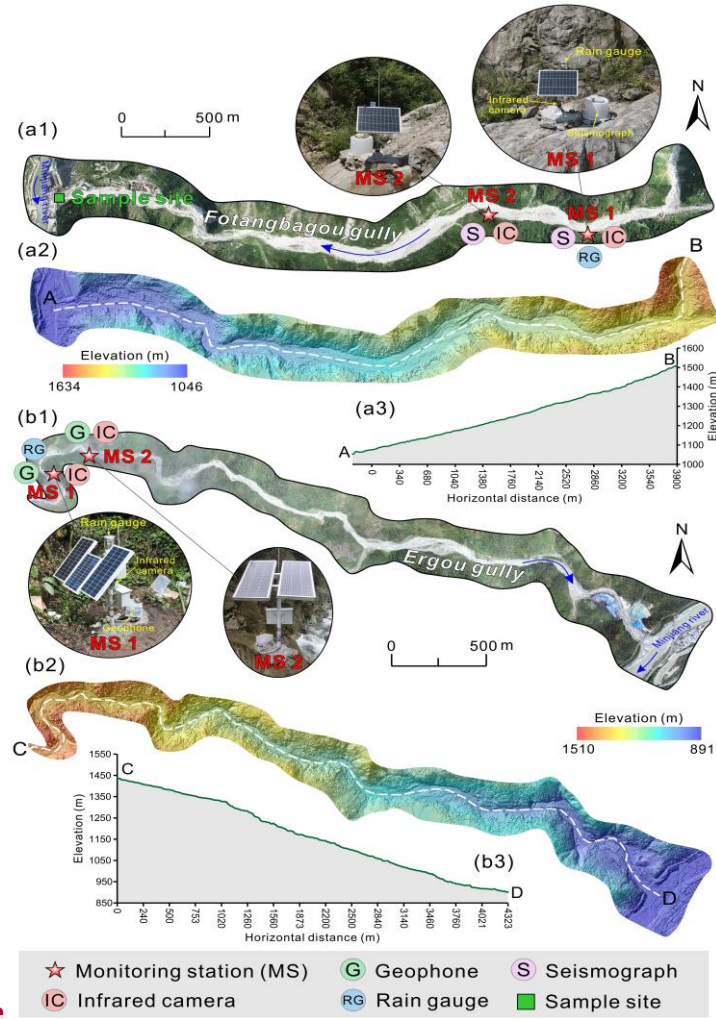 0 500 m
Rain gauge
Infrared
camera
Seismograph
MS 1
MS 2
N
(a1)
Sample site
Fotangbagou gully
MS 2
MS 1
S IC
S IC
RG
(a2)
A
B
Elevation (m)
1634 1046
(a3)
A
B
1600
1500
1400
1300
1200
1100
1000
Elevation (m)
0 340 680 1040 1380 1760 2140 2520 2860 3200 3540 3900
Horizontal distance (m)
(b1)
G IC
RG
MS 2
G IC
MS 1
Rain gauge
Infrared
camera
Geophone
MS 1
MS 2
Ergou gully
N
Minjiang river
0 500 m
(b2)
C
D
Elevation (m)
1510 891
(b3)
C
D
1550
1450
1350
1250
1150
1050
950
850
Elevation (m)
0 240 500 753 1020 1260 1560 1873 2200 2500 2840 3140 3460 3760 4021 4323
Horizontal distance (m)
Monitoring station (MS)
G Geophone
S Seismograph
IC Infrared camera
RG Rain gauge
Sample site